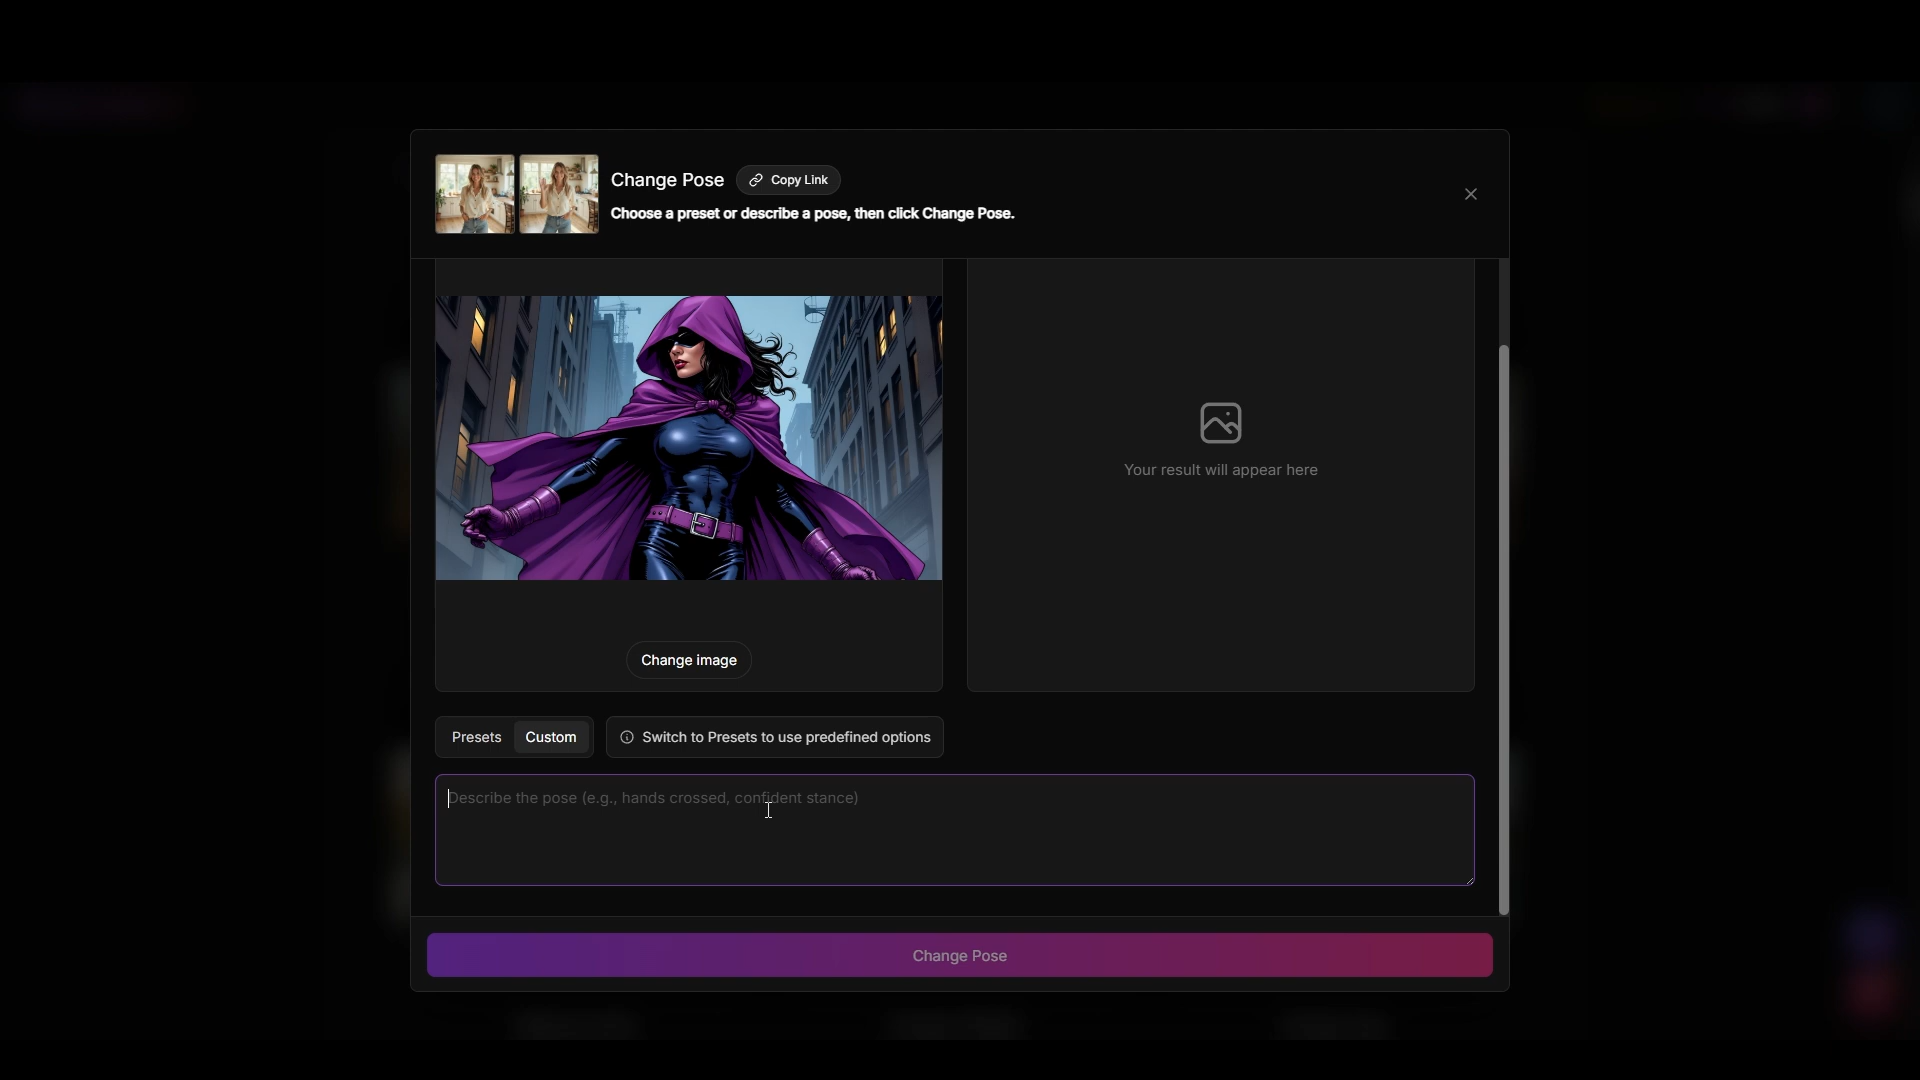 Change Pose
Copy Link
Choose a preset or describe a pose, then click Change Pose.
Your result will appear here
Change image
Presets
Custom
Switch to Presets to use predefined options
Describe the pose (e.g., hands crossed, confident stance)
Change Pose